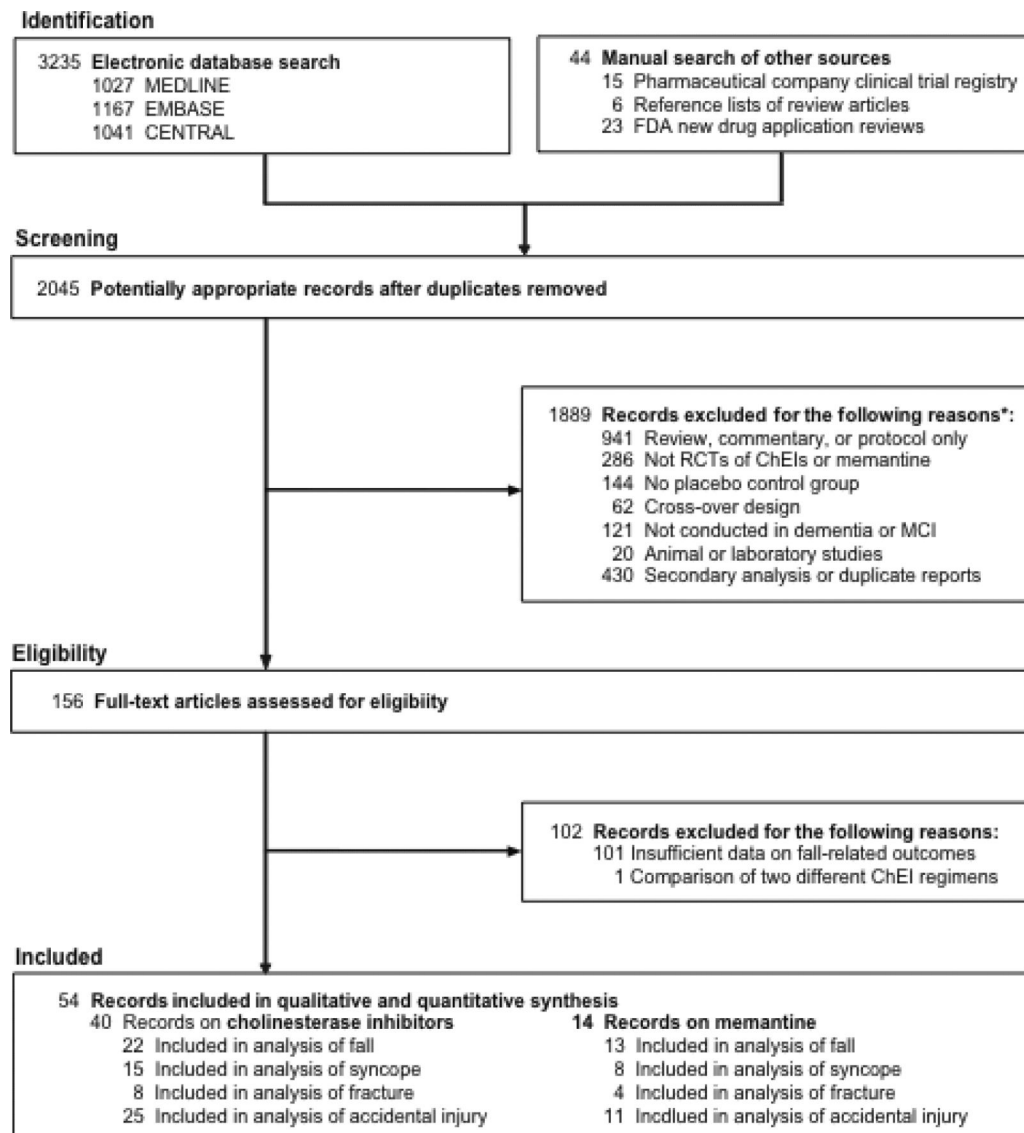 Identification
3235 Electronic database search
1027 MEDLINE
1167 EMBASE
1041 CENTRAL
44 Manual search of other sources
15 Pharmaceutical company clinical trial registry
6 Reference lists of review articles
23 FDA new drug application reviews
Screening
2045 Potentially appropriate records after duplicates removed
1889 Records excluded for the following reasons*:
941 Review, commentary, or protocol only
286 Not RCTs of ChEIs or memantine
144 No placebo control group
62 Cross-over design
121 Not conducted in dementia or MCI
20 Animal or laboratory studies
430 Secondary analysis or duplicate reports
Eligibility
156 Full-text articles assessed for eligibiity
102 Records excluded for the following reasons:
101 Insufficient data on fall-related outcomes
1 Comparison of two different ChEI regimens
Included
54 Records included in qualitative and quantitative synthesis
40 Records on cholinesterase inhibitors
22 Included in analysis of fall
15 Included in analysis of syncope
8 Included in analysis of fracture
25 Included in analysis of accidental injury
14 Records on memantine
13 Included in analysis of fall
8 Included in analysis of syncope
4 Included in analysis of fracture
11 Incdlued in analysis of accidental injury